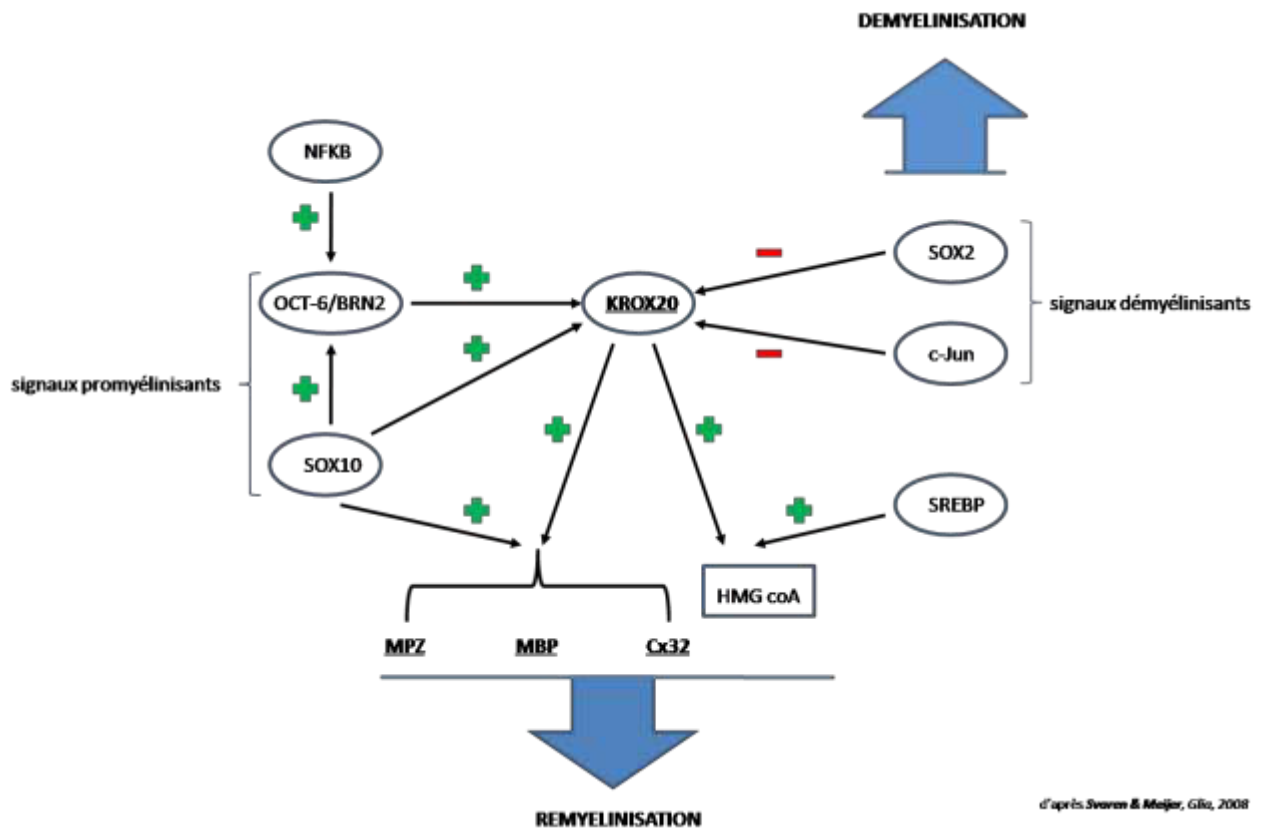 DEMYELINISATION
NFKB
SOX2
OCT-6/BRN2
KROX20
signaux démyélinisants
c-Jun
signaux promyélinisants
SOX10
SREBP
HMG coA
MPZ
MBP
Cx32
d'après Svaren & Meijer, Glia, 2008
REMYELINISATION